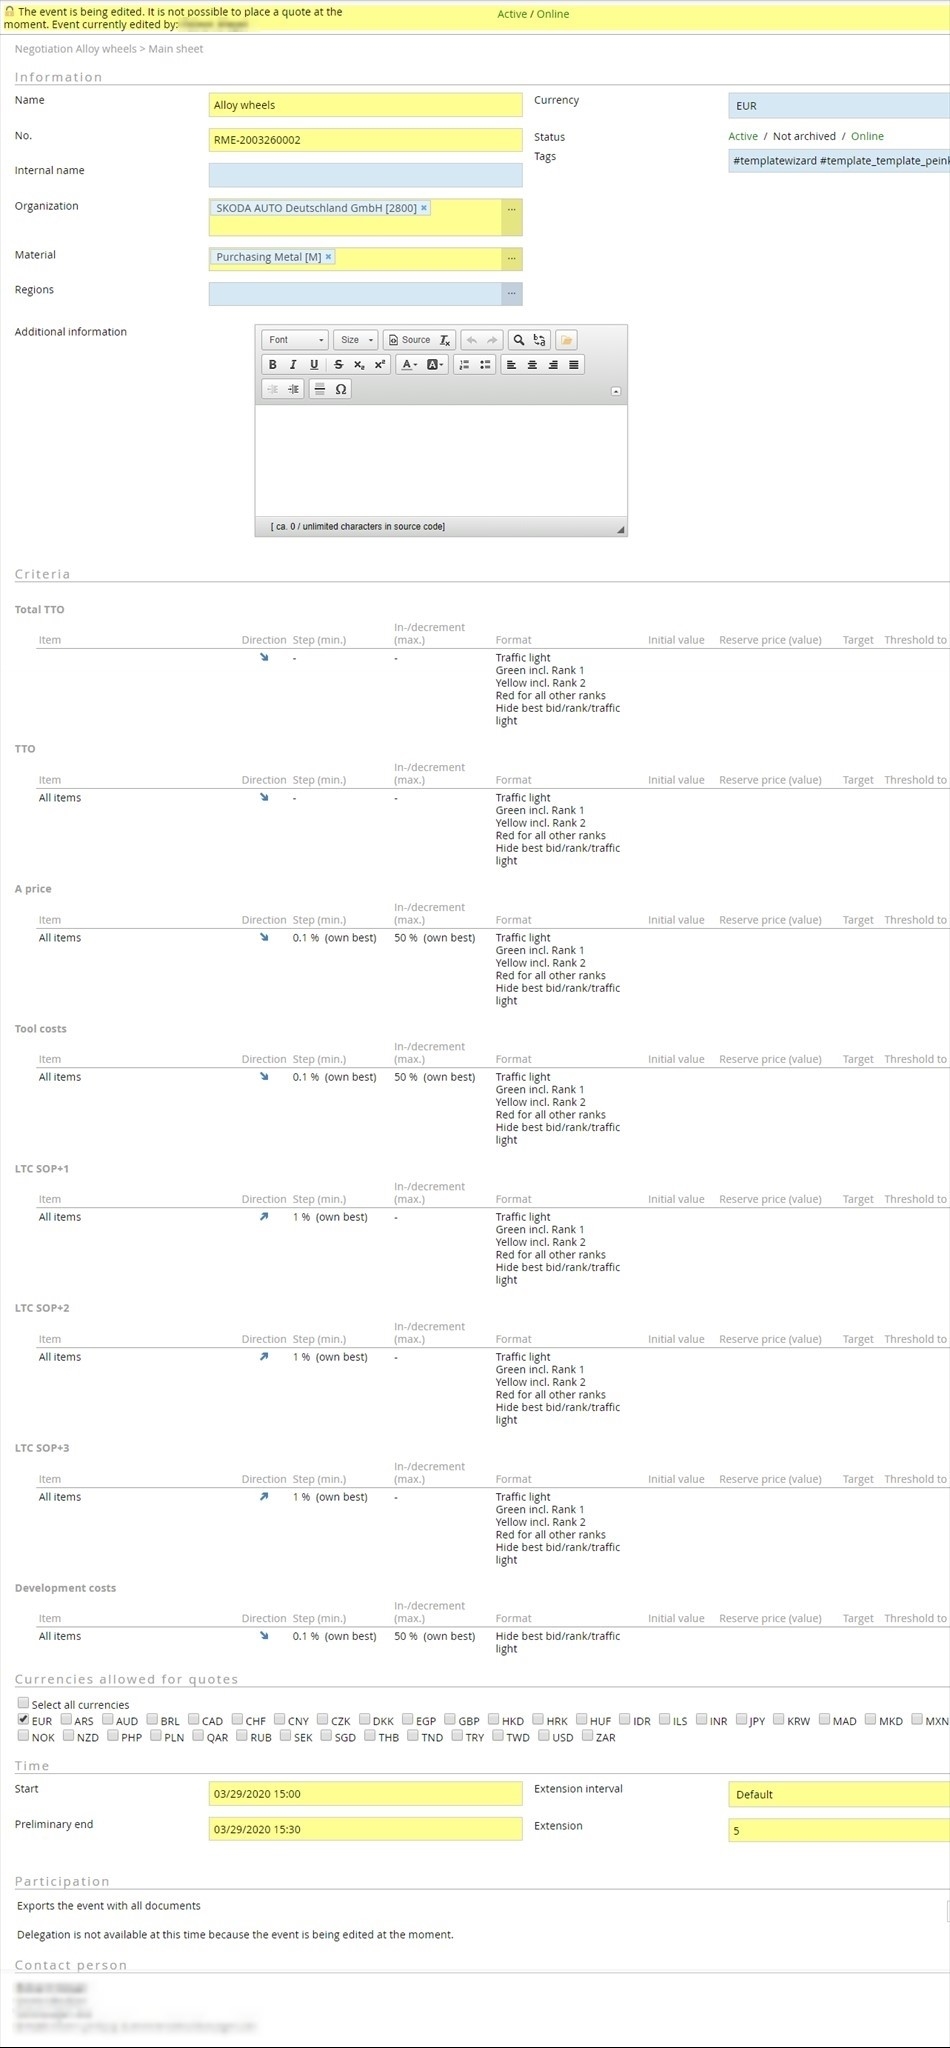 The event is being edited. It is not possible to place a quote at the
moment. Event currently edited by:
Active / Online
Negotiation Alloy wheels > Main sheet
Information
Name
Alloy wheels
Currency
EUR
No.
RME-2003260002
Status
Active / Not archived / Online
Internal name
Tags
#templatewizard #template_template_peink
Organization
SKODA AUTO Deutschland GmbH [2800] ×
...
Material
Purchasing Metal [M] ×
...
Regions
...
Additional information
Font Size Source
B I U S x₂ x² A A
Ω
[ ca. 0 / unlimited characters in source code]
Criteria
Total TTO
Item Direction Step (min.) In-/decrement (max.) Format Initial value Reserve price (value) Target Threshold to
- - Traffic light
Green incl. Rank 1
Yellow incl. Rank 2
Red for all other ranks
Hide best bid/rank/traffic
light
TTO
Item Direction Step (min.) In-/decrement (max.) Format Initial value Reserve price (value) Target Threshold to
All items - - Traffic light
Green incl. Rank 1
Yellow incl. Rank 2
Red for all other ranks
Hide best bid/rank/traffic
light
A price
Item Direction Step (min.) In-/decrement (max.) Format Initial value Reserve price (value) Target Threshold to
All items 0.1 % (own best) 50 % (own best) Traffic light
Green incl. Rank 1
Yellow incl. Rank 2
Red for all other ranks
Hide best bid/rank/traffic
light
Tool costs
Item Direction Step (min.) In-/decrement (max.) Format Initial value Reserve price (value) Target Threshold to
All items 0.1 % (own best) 50 % (own best) Traffic light
Green incl. Rank 1
Yellow incl. Rank 2
Red for all other ranks
Hide best bid/rank/traffic
light
LTC SOP+1
Item Direction Step (min.) In-/decrement (max.) Format Initial value Reserve price (value) Target Threshold to
All items 1 % (own best) - Traffic light
Green incl. Rank 1
Yellow incl. Rank 2
Red for all other ranks
Hide best bid/rank/traffic
light
LTC SOP+2
Item Direction Step (min.) In-/decrement (max.) Format Initial value Reserve price (value) Target Threshold to
All items 1 % (own best) - Traffic light
Green incl. Rank 1
Yellow incl. Rank 2
Red for all other ranks
Hide best bid/rank/traffic
light
LTC SOP+3
Item Direction Step (min.) In-/decrement (max.) Format Initial value Reserve price (value) Target Threshold to
All items 1 % (own best) - Traffic light
Green incl. Rank 1
Yellow incl. Rank 2
Red for all other ranks
Hide best bid/rank/traffic
light
Development costs
Item Direction Step (min.) In-/decrement (max.) Format Initial value Reserve price (value) Target Threshold to
All items 0.1 % (own best) 50 % (own best) Hide best bid/rank/traffic
light
Currencies allowed for quotes
Select all currencies
EUR ARS AUD BRL CAD CHF CNY CZK DKK EGP GBP HKD HRK HUF IDR ILS INR JPY KRW MAD MKD MXN
NOK NZD PHP PLN QAR RUB SEK SGD THB TND TRY TWD USD ZAR
Time
Start
03/29/2020 15:00
Extension interval
Default
Preliminary end
03/29/2020 15:30
Extension
5
Participation
Exports the event with all documents
Delegation is not available at this time because the event is being edited at the moment.
Contact person